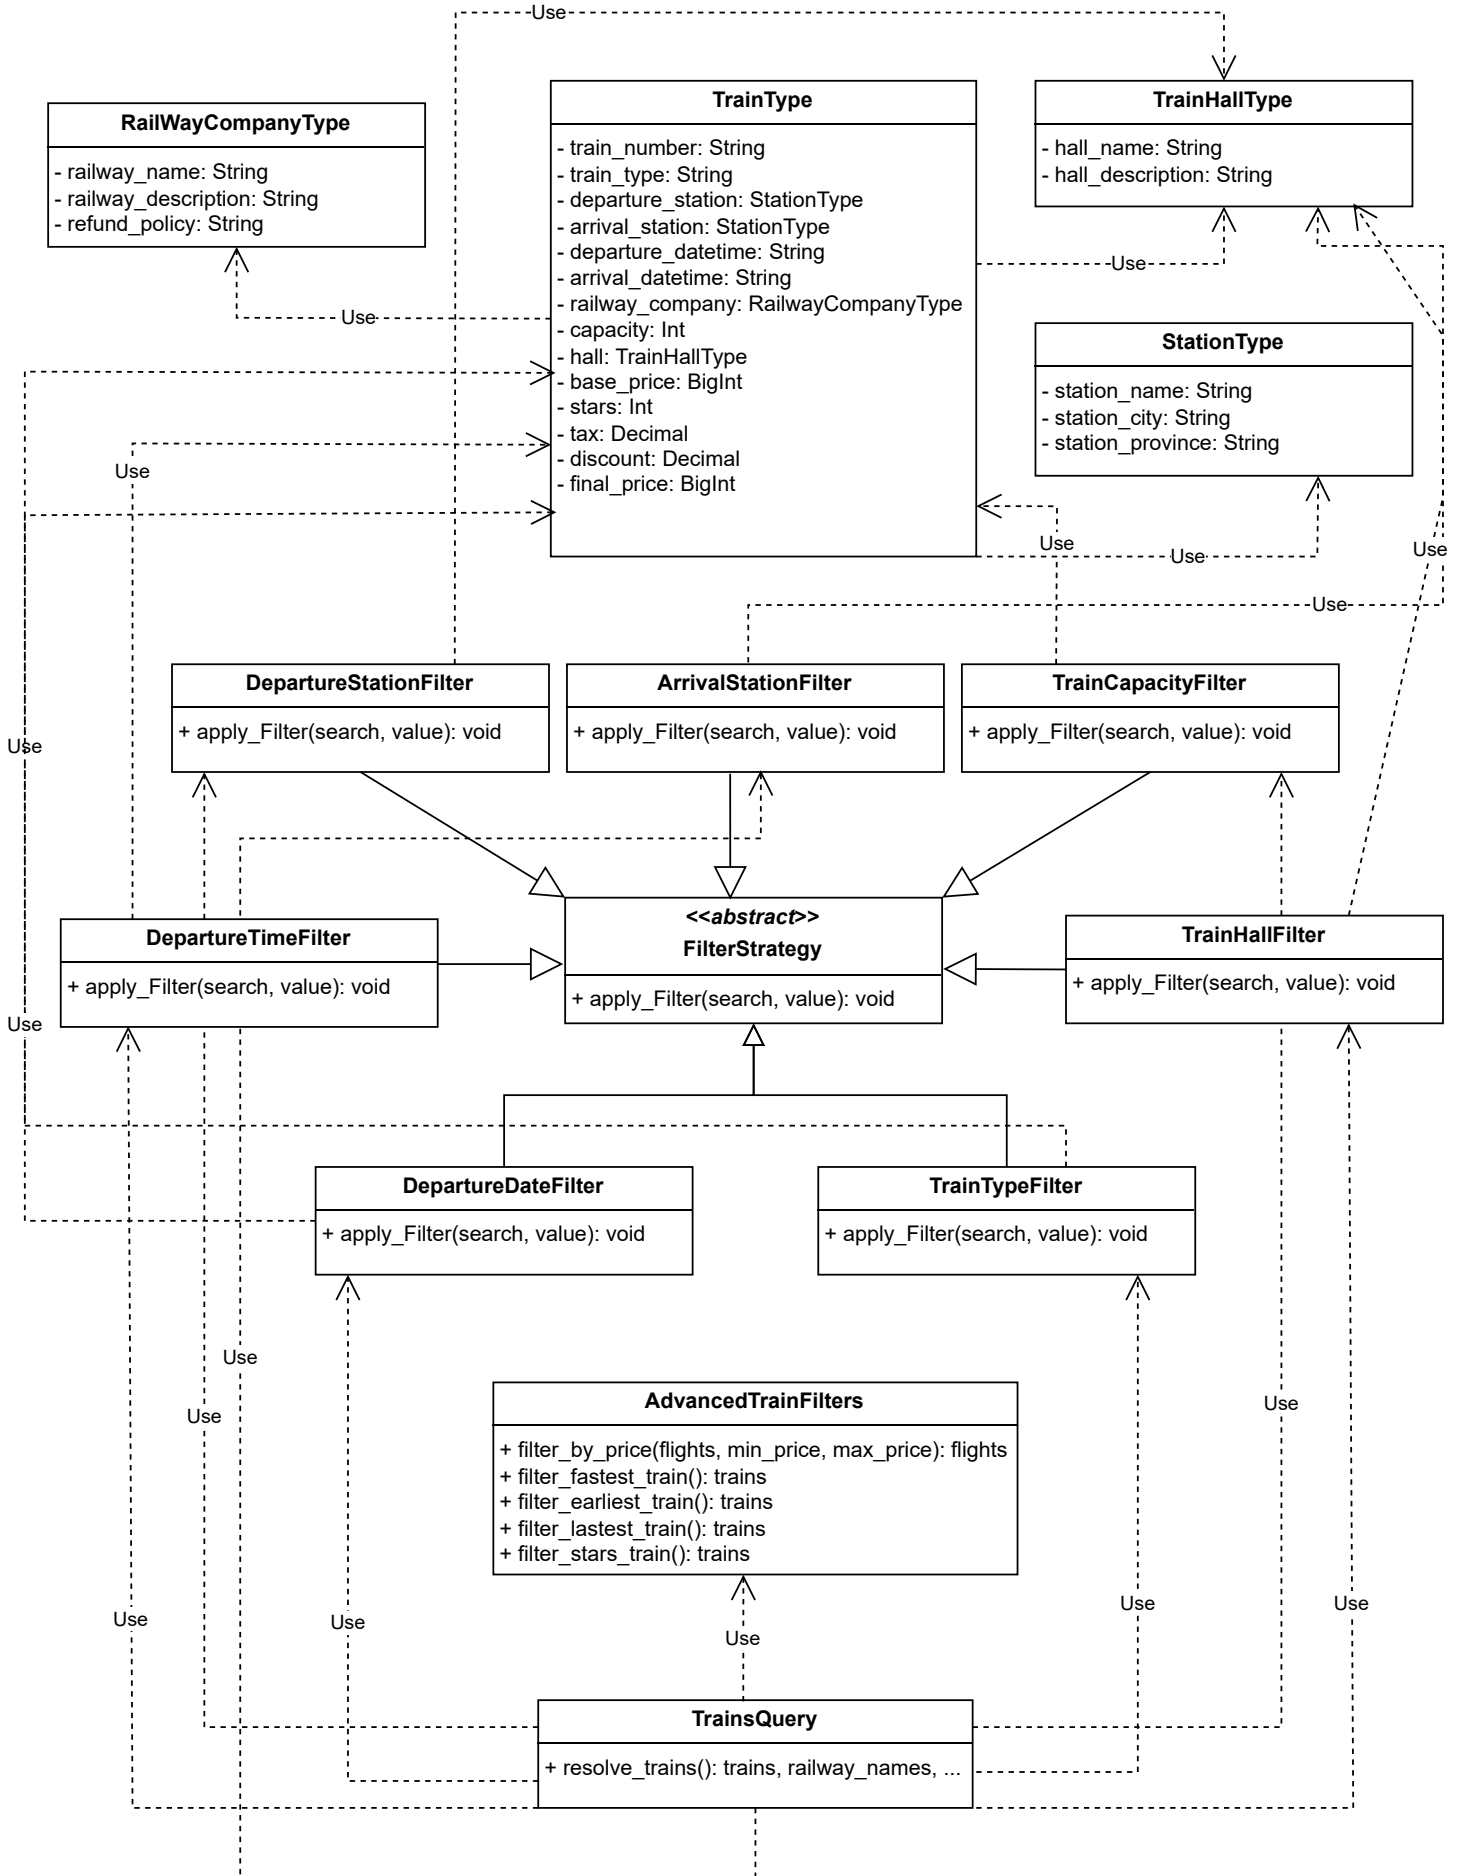 Use
TrainType
- train_number: String
- train_type: String
- departure_station: StationType
- arrival_station: StationType
- departure_datetime: String
- arrival_datetime: String
- railway_company: RailwayCompanyType
- capacity: Int
- hall: TrainHallType
- base_price: BigInt
- stars: Int
- tax: Decimal
- discount: Decimal
- final_price: BigInt
TrainHallType
- hall_name: String
- hall_description: String
RailWayCompanyType
- railway_name: String
- railway_description: String
- refund_policy: String
Use
Use
StationType
- station_name: String
- station_city: String
- station_province: String
Use
Use
Use
Use
Use
DepartureStationFilter
+ apply_Filter(search, value): void
ArrivalStationFilter
+ apply_Filter(search, value): void
TrainCapacityFilter
+ apply_Filter(search, value): void
Use
DepartureTimeFilter
+ apply_Filter(search, value): void
<<abstract>>
FilterStrategy
+ apply_Filter(search, value): void
TrainHallFilter
+ apply_Filter(search, value): void
Use
DepartureDateFilter
+ apply_Filter(search, value): void
TrainTypeFilter
+ apply_Filter(search, value): void
Use
Use
Use
AdvancedTrainFilters
+ filter_by_price(flights, min_price, max_price): flights
+ filter_fastest_train(): trains
+ filter_earliest_train(): trains
+ filter_lastest_train(): trains
+ filter_stars_train(): trains
Use
Use
Use
Use
Use
TrainsQuery
+ resolve_trains(): trains, railway_names, ...